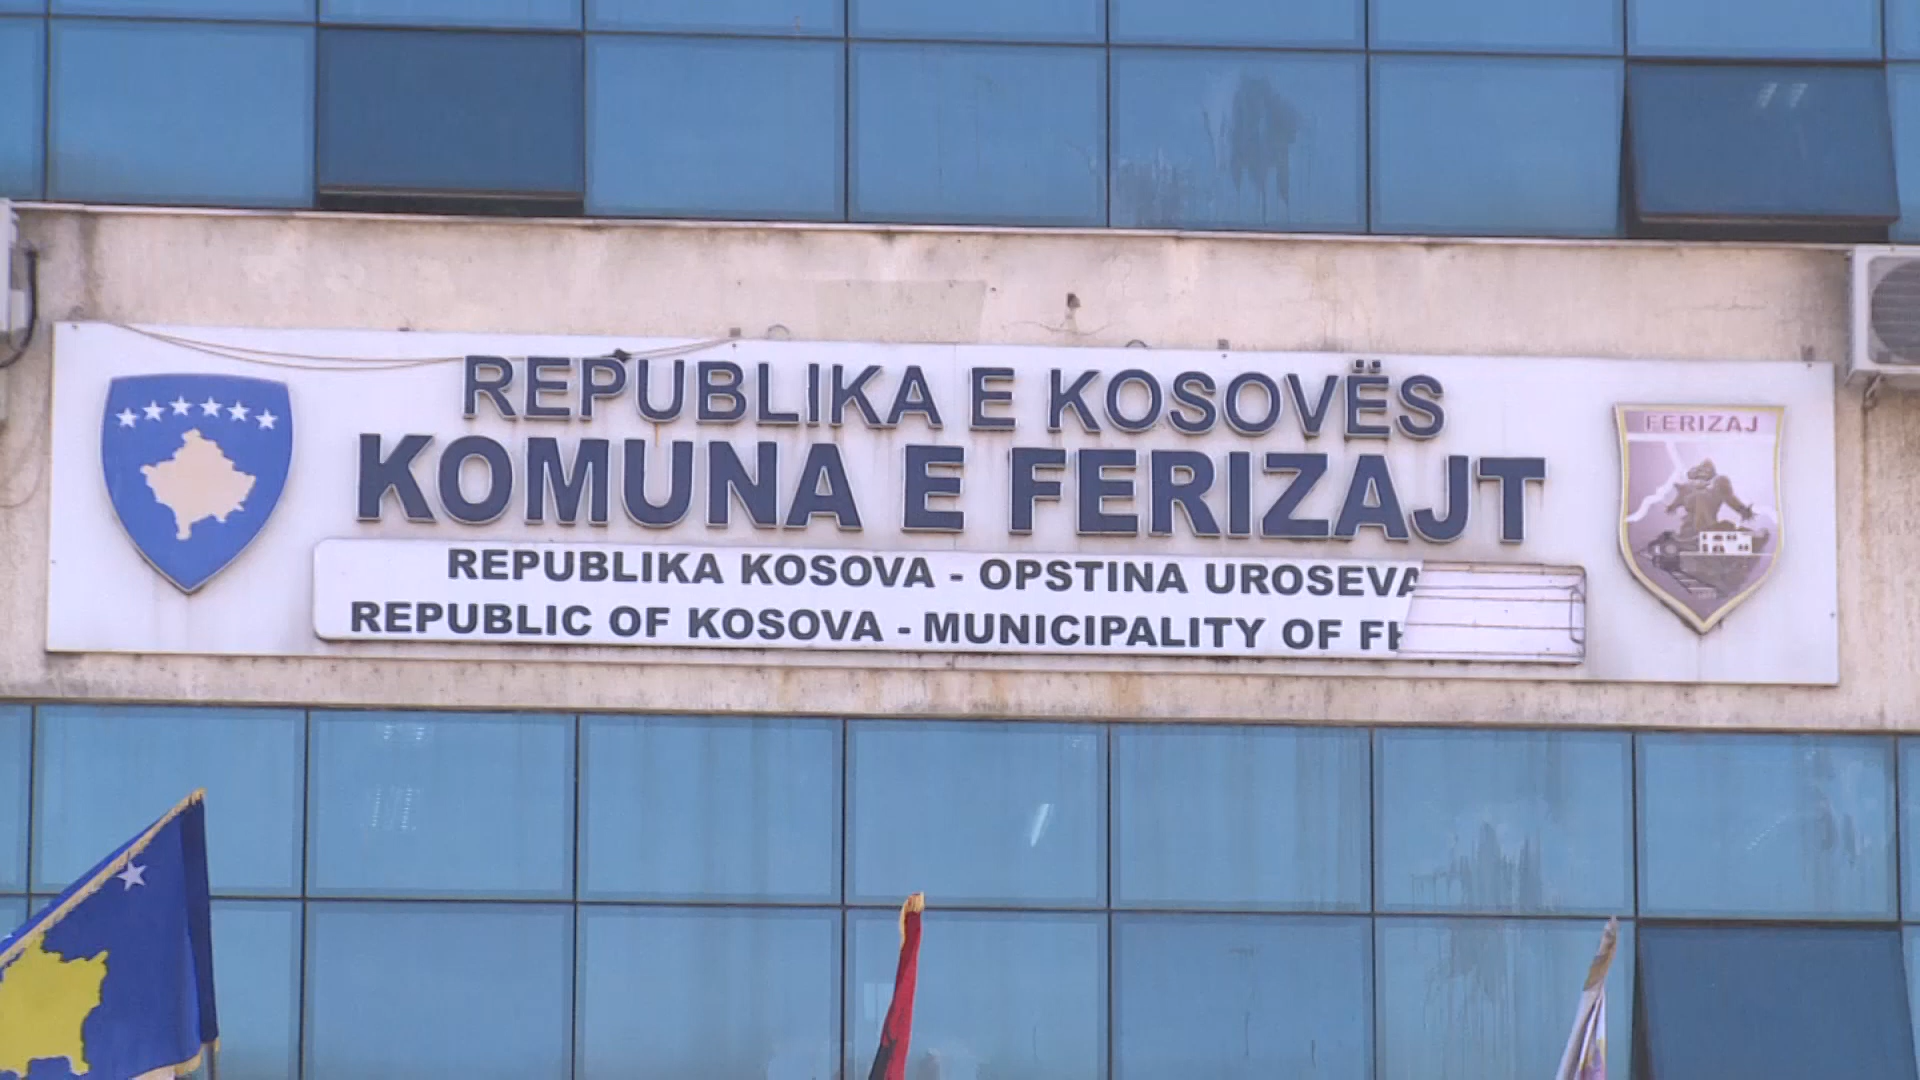 REPUBLIKA E KOSOVËS
KOMUNA E FERIZAJT
REPUBLIKA KOSOVA - OPSTINA UROSEVA
REPUBLIC OF KOSOVA - MUNICIPALITY OF
FERIZAJ